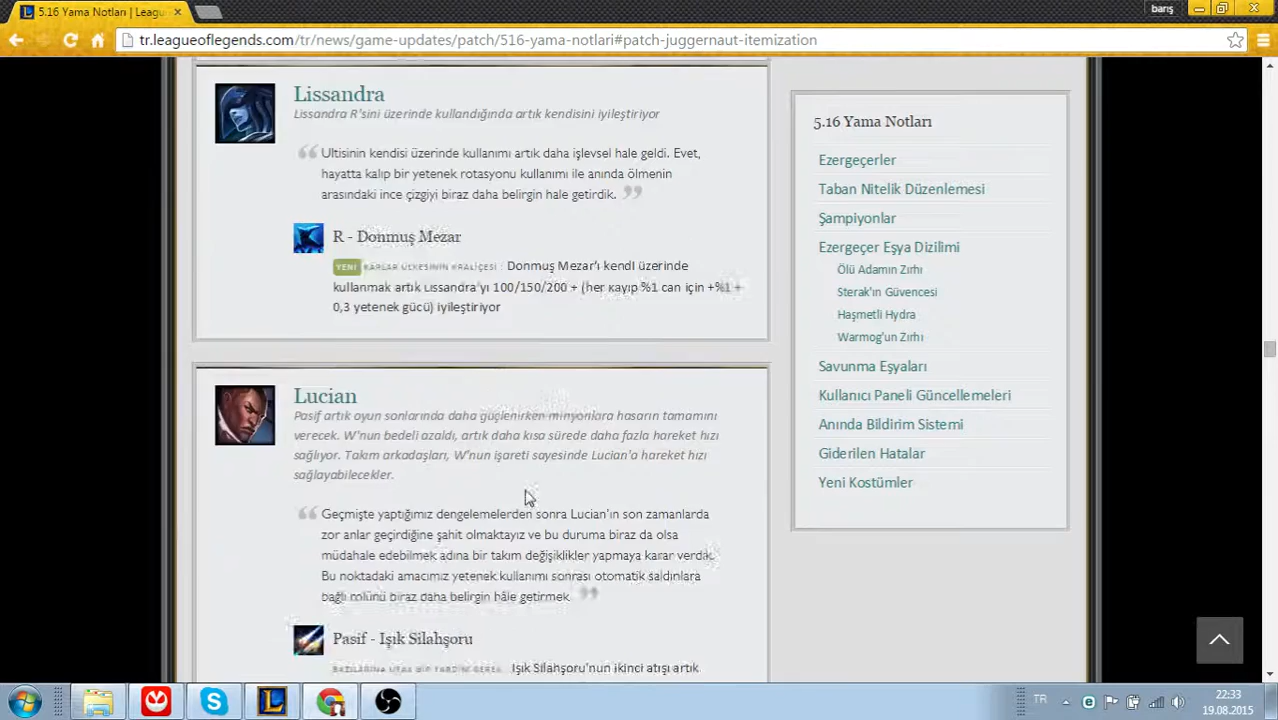 5.16 Yama Notları | Leagu
barış
tr.leagueoflegends.com/tr/news/game-updates/patch/516-yama-notlari#patch-juggernaut-itemization
Lissandra
Lissandra R'sini üzerinde kullandığında artık kendisini iyileştiriyor
Ultisinin kendisi üzerinde kullanımı artık daha işlevsel hale geldi. Evet,
hayatta kalıp bir yetenek rotasyonu kullanımı ile anında ölmenin
arasındaki ince çizgiyi biraz daha belirgin hale getirdik.
R - Donmuş Mezar
YENİ KARLAR ÜLKESİNİN KRALİÇESİ : Donmuş Mezar'ı kendi üzerinde
kullanmak artık Lissandra'yı 100/150/200 + (her kayıp %1 can için +%1 +
0,3 yetenek gücü) iyileştiriyor
Lucian
Pasif artık oyun sonlarında daha güçlenirken minyonlara hasarın tamamını
verecek. W'nun bedeli azaldı, artık daha kısa sürede daha fazla hareket hızı
sağlıyor. Takım arkadaşları, W'nun işareti sayesinde Lucian'a hareket hızı
sağlayabilecekler.
Geçmişte yaptığımız dengelemelerden sonra Lucian'ın son zamanlarda
zor anlar geçirdiğine şahit olmaktayız ve bu duruma biraz da olsa
müdahale edebilmek adına bir takım değişiklikler yapmaya karar verdik.
Bu noktadaki amacımız yetenek kullanımı sonrası otomatik saldırılara
bağlı rolünü biraz daha belirgin hâle getirmek.
Pasif - Işık Silahşoru
BAZILARINA UFAK BİR YARDIM GEREK : Işık Silahşoru'nun ikinci atışı artık
5.16 Yama Notları
Ezergeçerler
Taban Nitelik Düzenlemesi
Şampiyonlar
Ezergeçer Eşya Dizilimi
Ölü Adamın Zırhı
Sterak'ın Güvencesi
Haşmetli Hydra
Warmog'un Zırhı
Savunma Eşyaları
Kullanıcı Paneli Güncellemeleri
Anında Bildirim Sistemi
Giderilen Hatalar
Yeni Kostümler
TR
22:33
19.08.2015